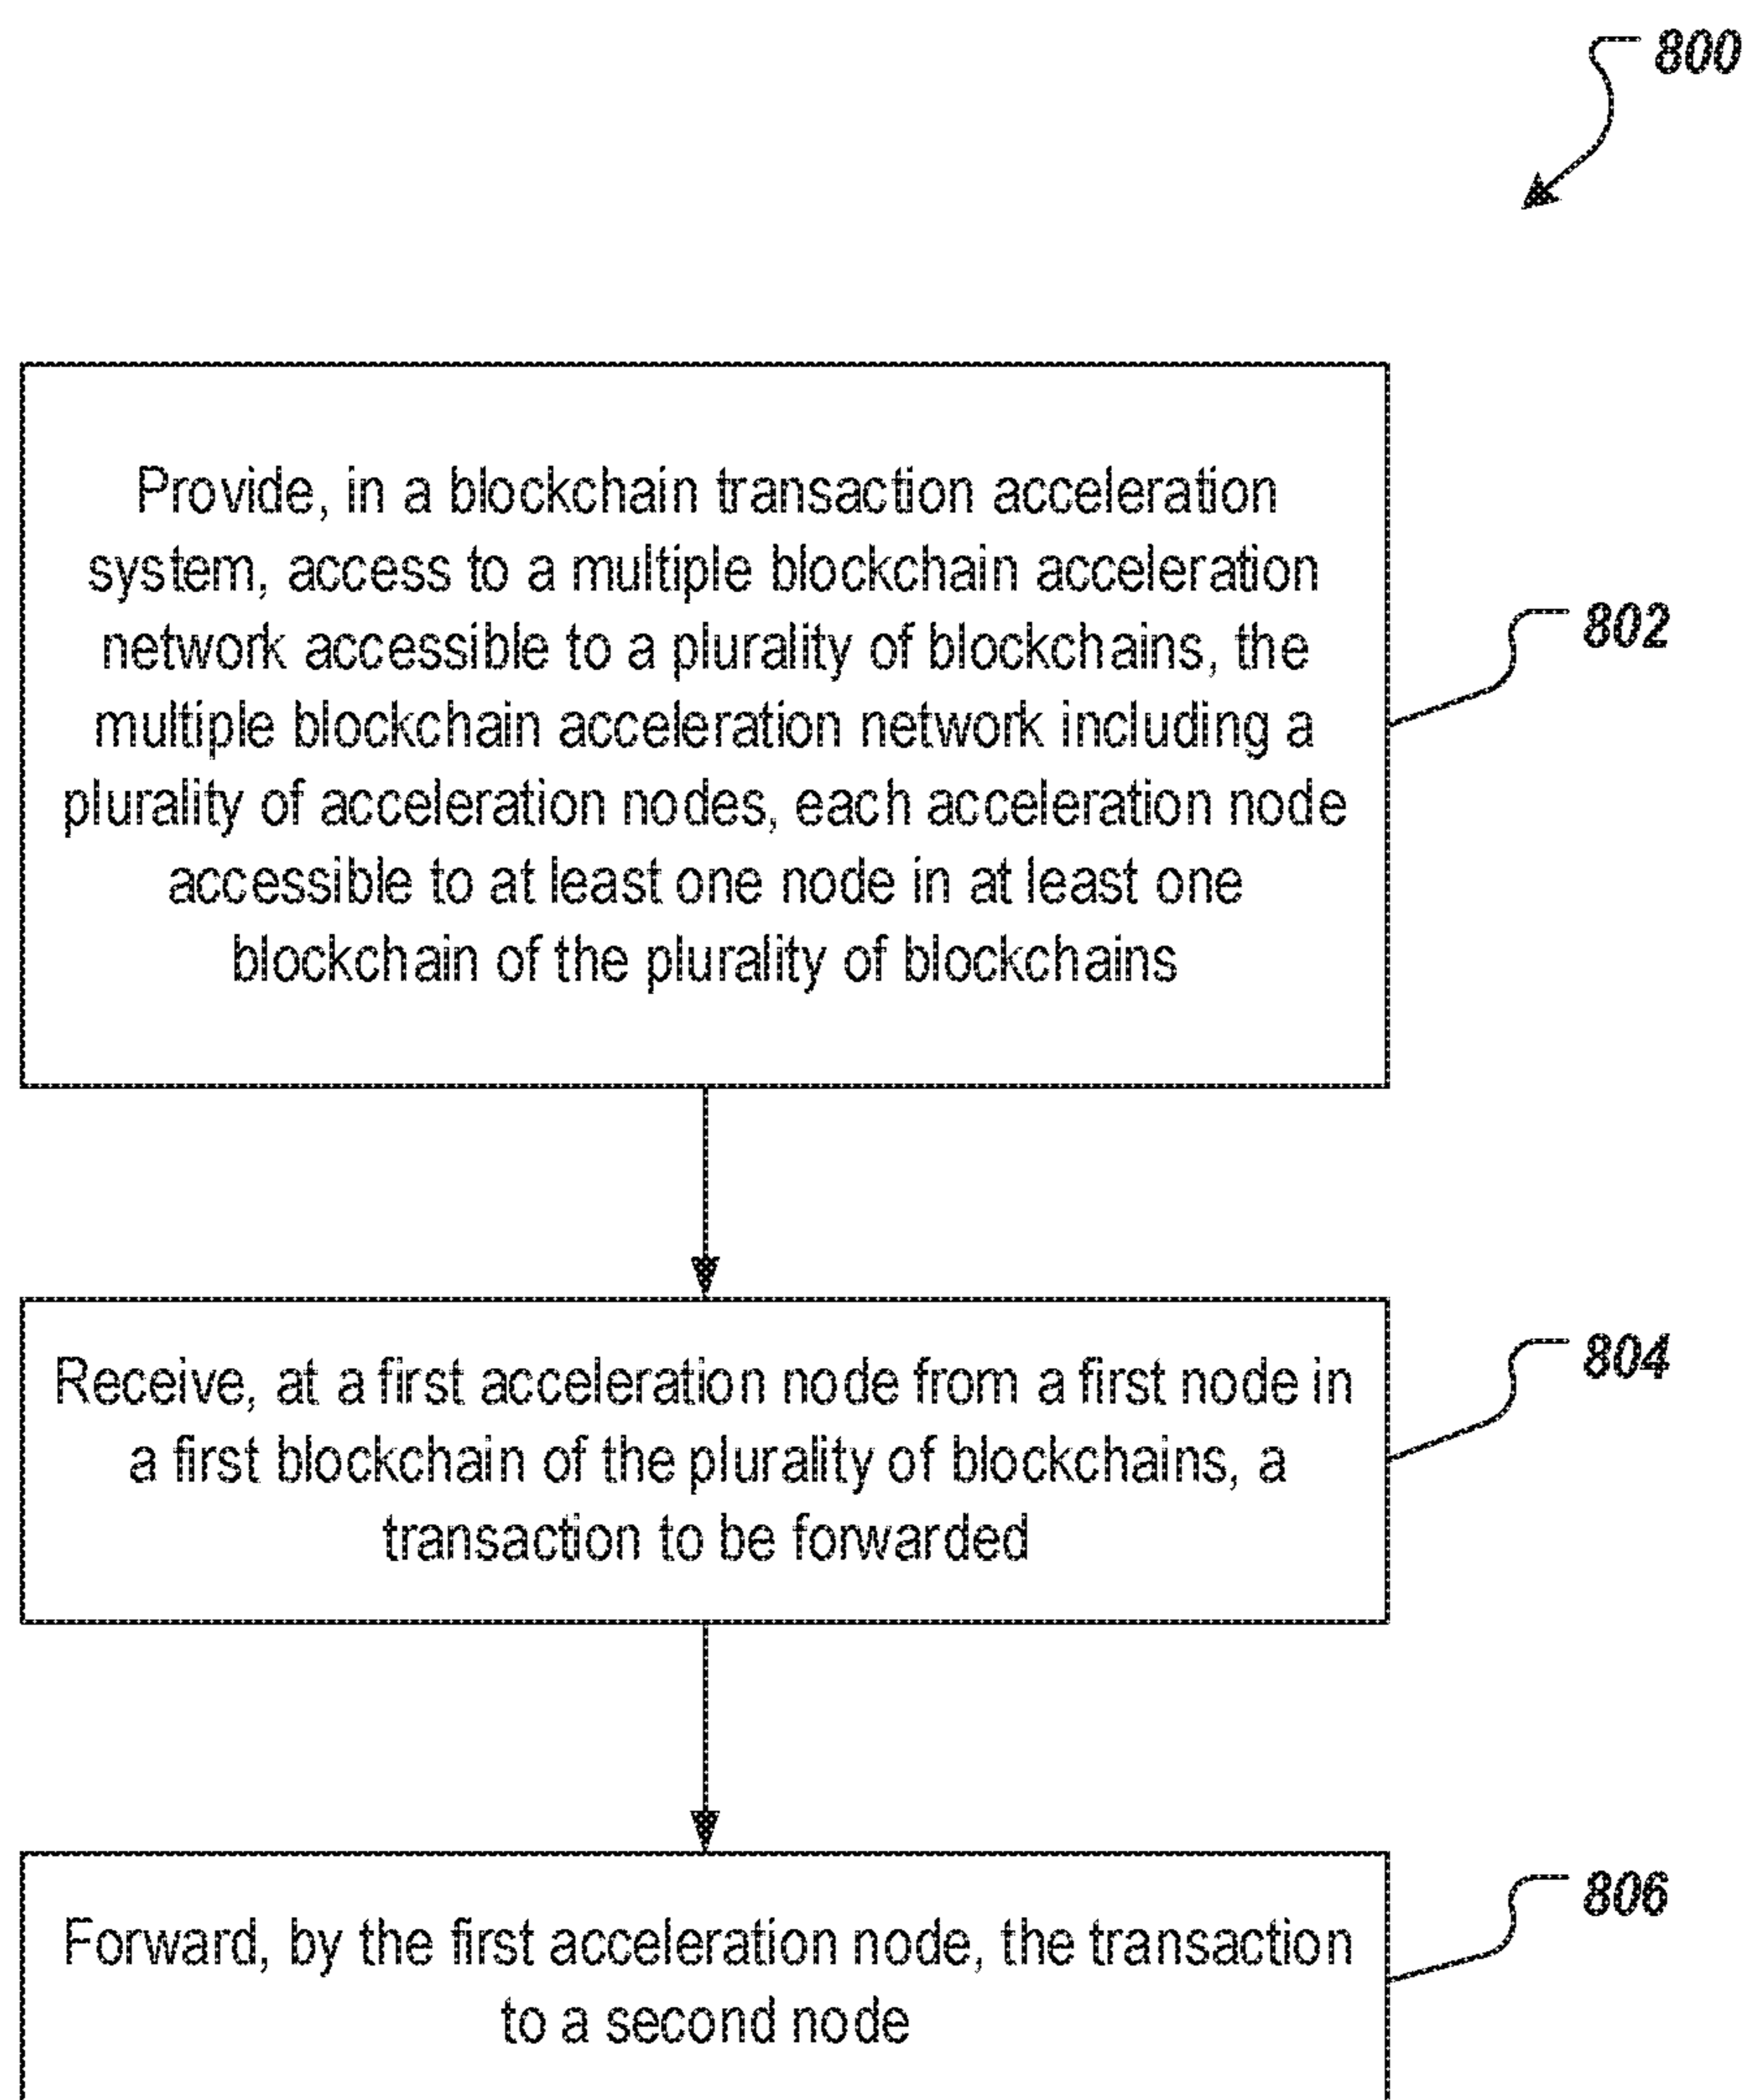 800
Provide, in a blockchain transaction acceleration
system, access to a multiple blockchain acceleration
network accessible to a plurality of blockchains, the
multiple blockchain acceleration network including a
plurality of acceleration nodes, each acceleration node
accessible to at least one node in at least one
blockchain of the plurality of blockchains
802
Receive, at a first acceleration node from a first node in
a first blockchain of the plurality of blockchains, a
transaction to be forwarded
804
Forward, by the first acceleration node, the transaction
to a second node
806